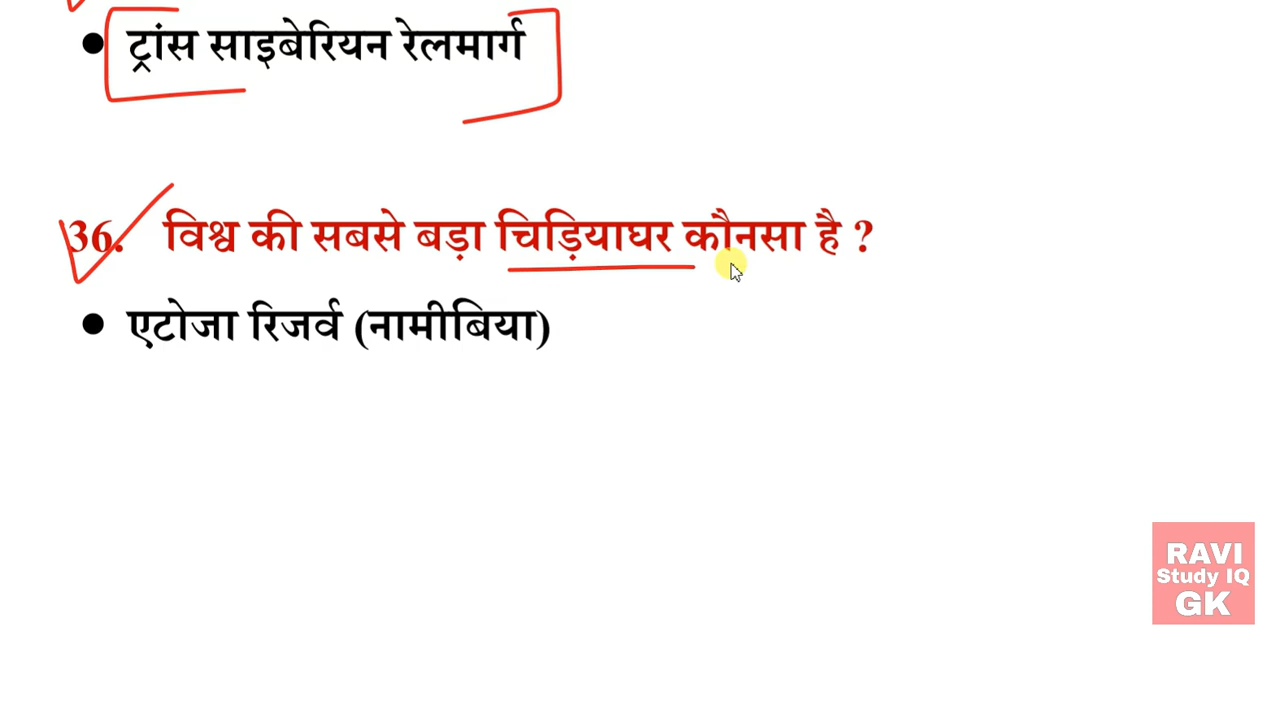 ● ट्रांस साइबेरियन रेलमार्ग
36. विश्व की सबसे बड़ा चिड़ियाघर कौनसा है ?
● एटोजा रिजर्व (नामीबिया)
RAVI
Study IQ
GK